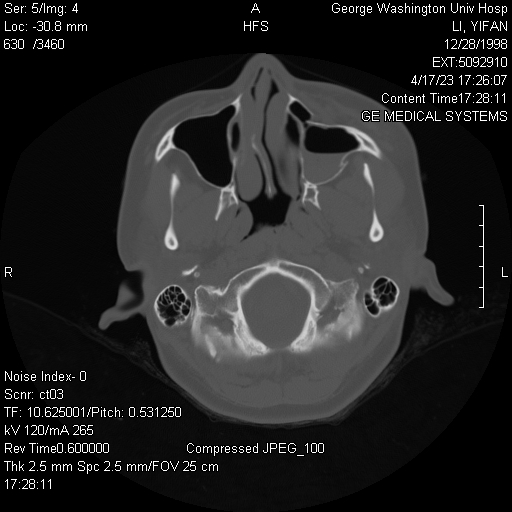 Ser: 5/Img: 4
Loc: -30.8 mm
630 /3460
A
HFS
George Washington Univ Hosp
LI, YIFAN
12/28/1998
EXT:5092910
4/17/23 17:26:07
Content Time17:28:11
GE MEDICAL SYSTEMS
R
L
Noise Index- 0
Scnr: ct03
TF: 10.625001/Pitch: 0.531250
kV 120/mA 265
Rev Time0.600000
Compressed JPEG_100
Thk 2.5 mm Spc 2.5 mm/FOV 25 cm
17:28:11